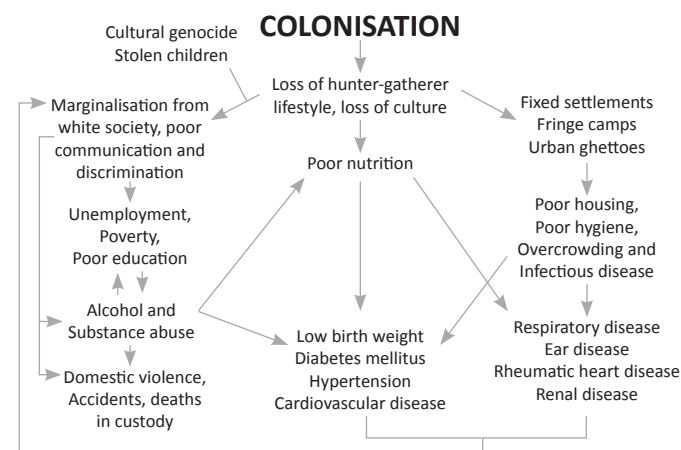 COLONISATION
Cultural genocide
Stolen children
Loss of hunter-gatherer
lifestyle, loss of culture
Marginalisation from
white society, poor
communication and
discrimination
Fixed settlements
Fringe camps
Urban ghettoes
Poor nutrition
Unemployment,
Poverty,
Poor education
Poor housing,
Poor hygiene,
Overcrowding and
Infectious disease
Alcohol and
Substance abuse
Low birth weight
Diabetes mellitus
Hypertension
Cardiovascular disease
Respiratory disease
Ear disease
Rheumatic heart disease
Renal disease
Domestic violence,
Accidents, deaths
in custody